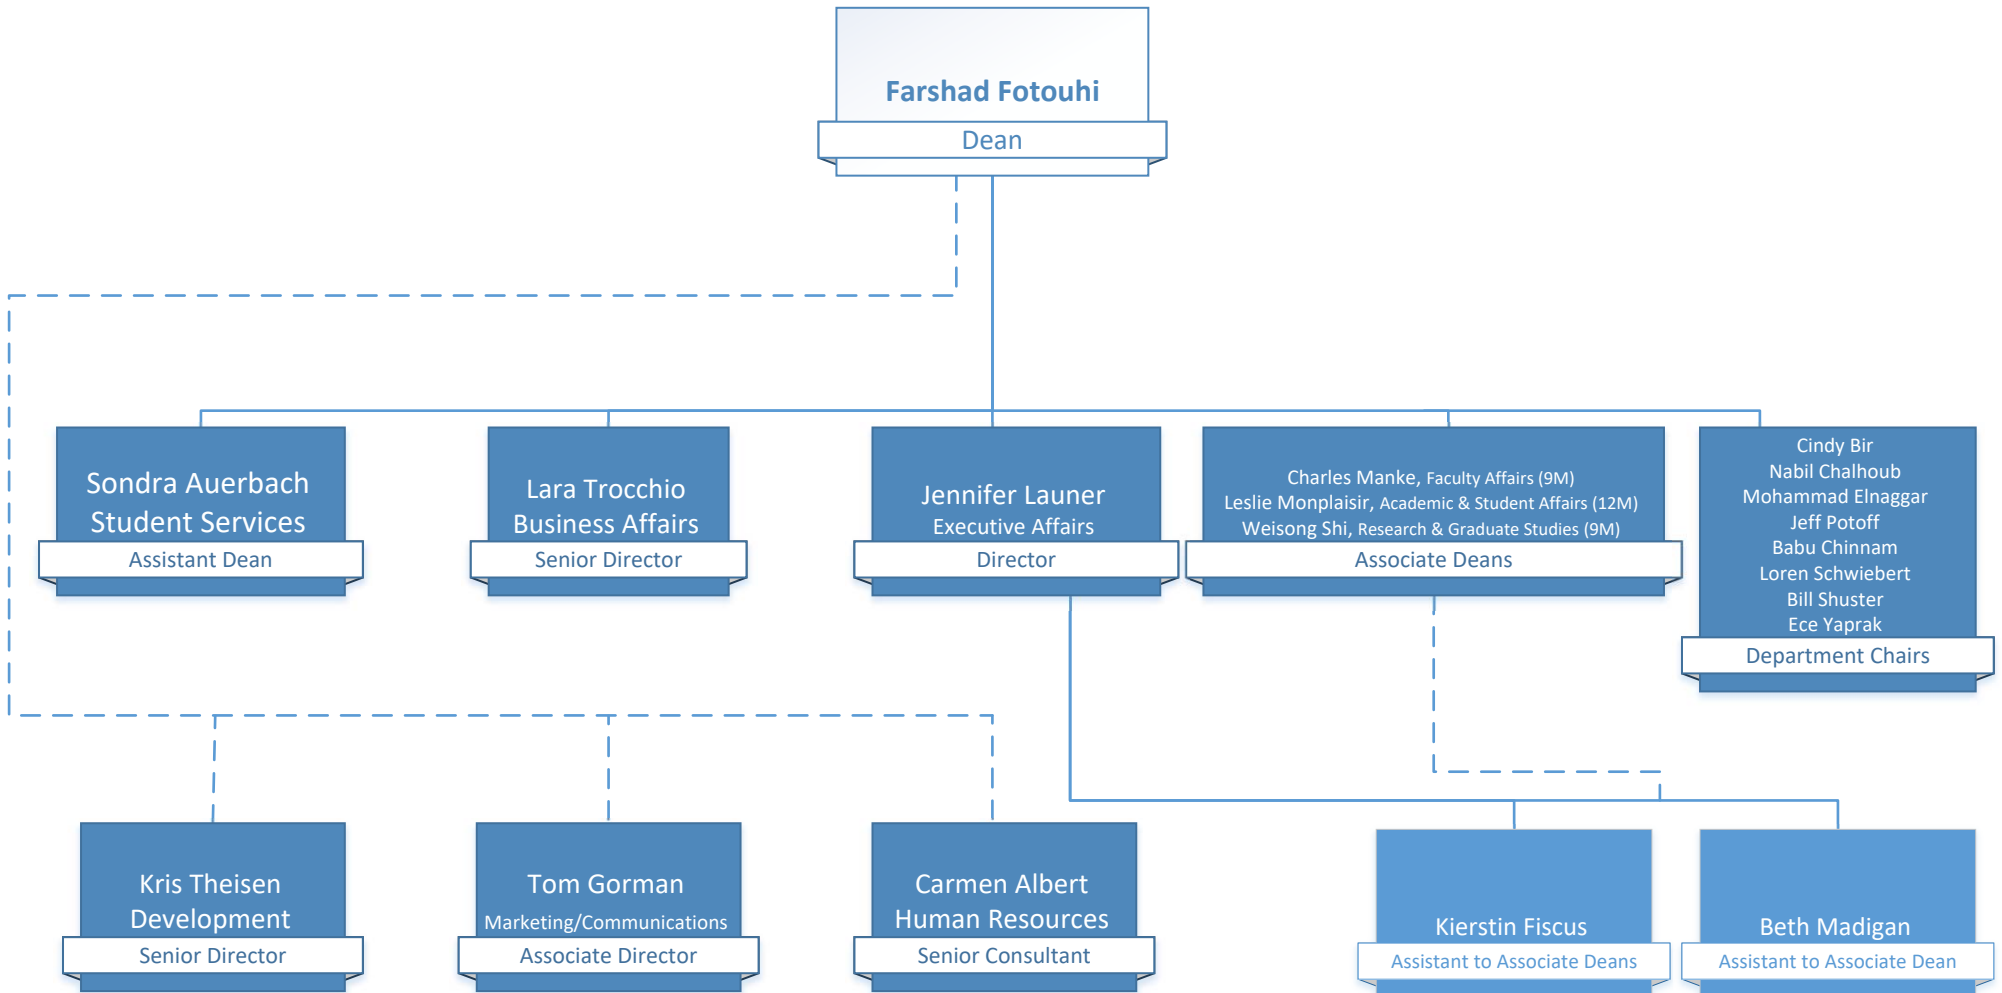 Farshad Fotouhi
Dean
Sondra Auerbach
Student Services
Assistant Dean
Lara Trocchio
Business Affairs
Senior Director
Jennifer Launer
Executive Affairs
Director
Charles Manke, Faculty Affairs (9M)
Leslie Monplaisir, Academic & Student Affairs (12M)
Weisong Shi, Research & Graduate Studies (9M)
Associate Deans
Cindy Bir
Nabil Chalhoub
Mohammad Elnaggar
Jeff Potoff
Babu Chinnam
Loren Schwiebert
Bill Shuster
Ece Yaprak
Department Chairs
Kris Theisen
Development
Senior Director
Tom Gorman
Marketing/Communications
Associate Director
Carmen Albert
Human Resources
Senior Consultant
Kierstin Fiscus
Assistant to Associate Deans
Beth Madigan
Assistant to Associate Dean